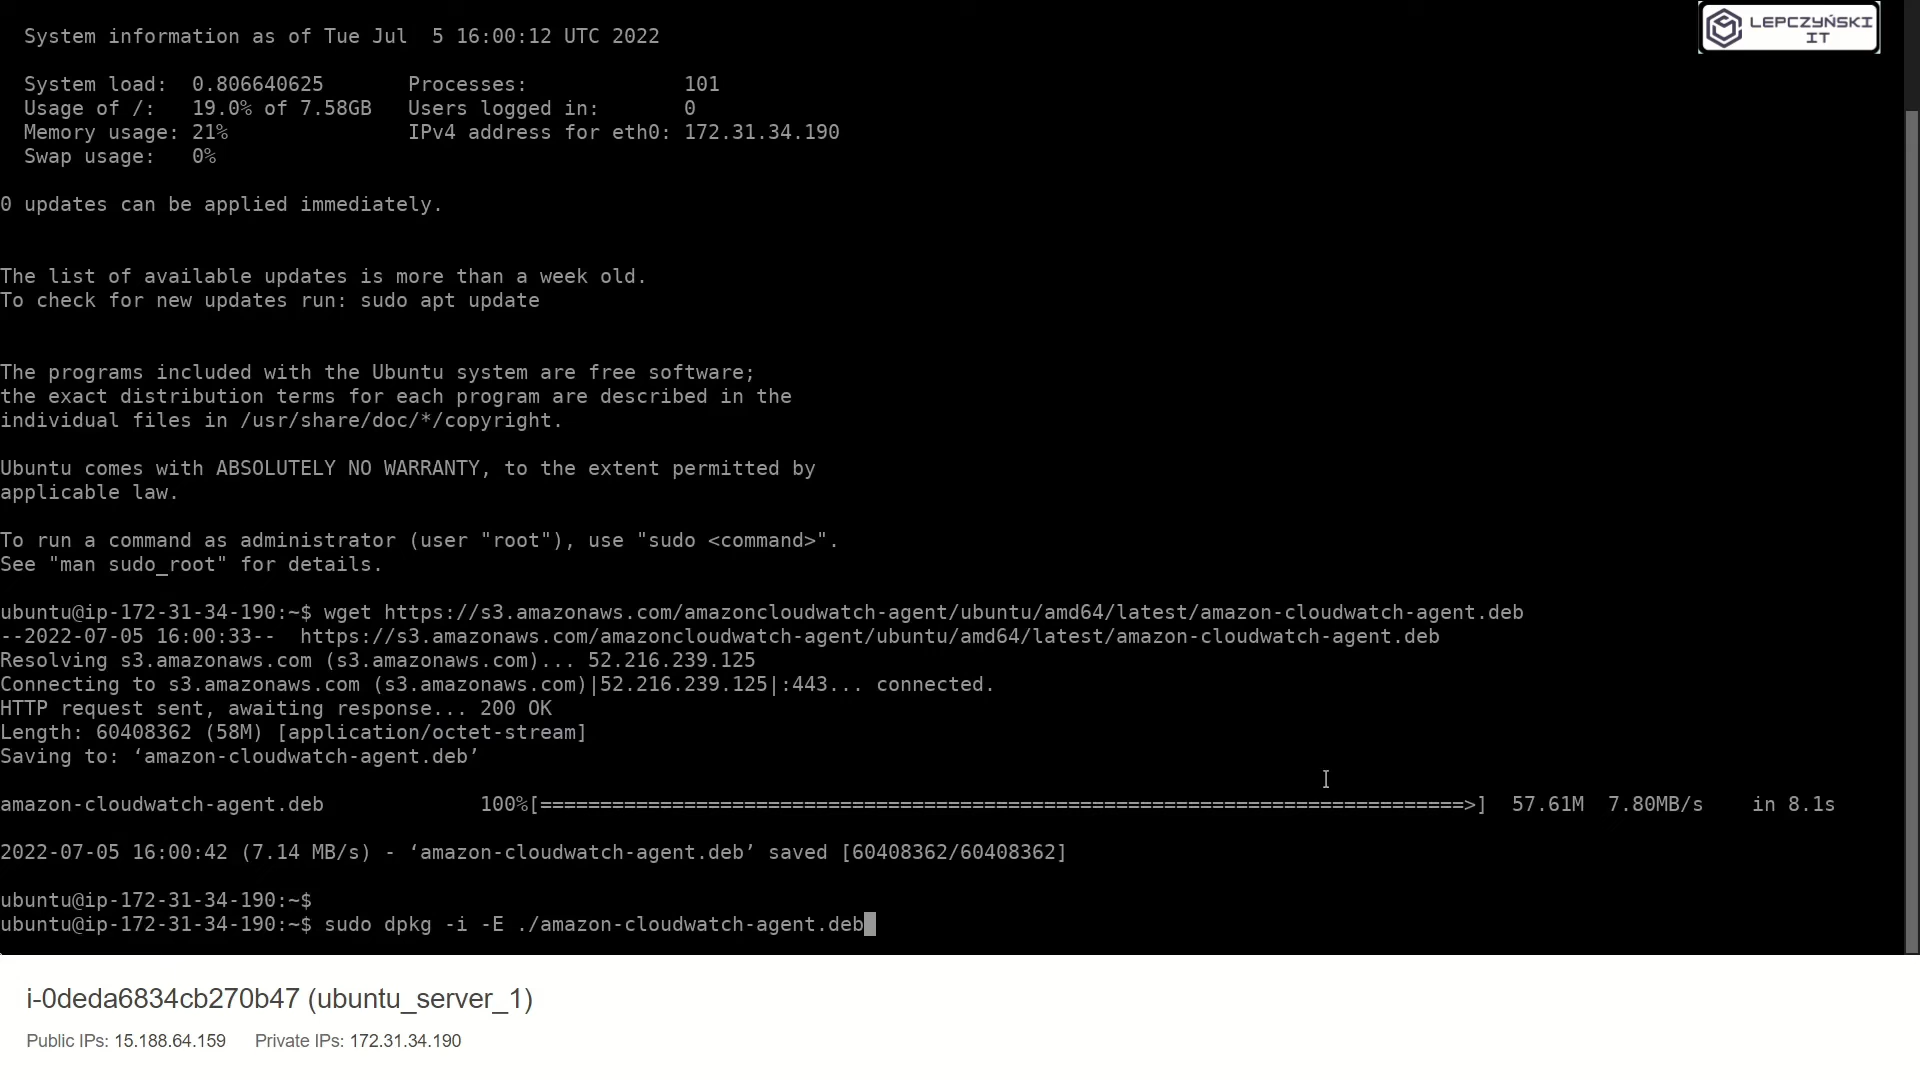 LEPCZYŃSKI
IT
System information as of Tue Jul  5 16:00:12 UTC 2022
System load:  0.806640625       Processes:             101
Usage of /:   19.0% of 7.58GB   Users logged in:       0
Memory usage: 21%               IPv4 address for eth0: 172.31.34.190
Swap usage:   0%
0 updates can be applied immediately.
The list of available updates is more than a week old.
To check for new updates run: sudo apt update
The programs included with the Ubuntu system are free software;
the exact distribution terms for each program are described in the
individual files in /usr/share/doc/*/copyright.
Ubuntu comes with ABSOLUTELY NO WARRANTY, to the extent permitted by
applicable law.
To run a command as administrator (user "root"), use "sudo <command>".
See "man sudo_root" for details.
ubuntu@ip-172-31-34-190:~$ wget https://s3.amazonaws.com/amazoncloudwatch-agent/ubuntu/amd64/latest/amazon-cloudwatch-agent.deb
--2022-07-05 16:00:33--  https://s3.amazonaws.com/amazoncloudwatch-agent/ubuntu/amd64/latest/amazon-cloudwatch-agent.deb
Resolving s3.amazonaws.com (s3.amazonaws.com)... 52.216.239.125
Connecting to s3.amazonaws.com (s3.amazonaws.com)|52.216.239.125|:443... connected.
HTTP request sent, awaiting response... 200 OK
Length: 60408362 (58M) [application/octet-stream]
Saving to: ‘amazon-cloudwatch-agent.deb’
amazon-cloudwatch-agent.deb             100%[=============================================================================>]  57.61M  7.80MB/s    in 8.1s
2022-07-05 16:00:42 (7.14 MB/s) - ‘amazon-cloudwatch-agent.deb’ saved [60408362/60408362]
ubuntu@ip-172-31-34-190:~$
ubuntu@ip-172-31-34-190:~$ sudo dpkg -i -E ./amazon-cloudwatch-agent.deb
i-0deda6834cb270b47 (ubuntu_server_1)
Public IPs: 15.188.64.159 Private IPs: 172.31.34.190